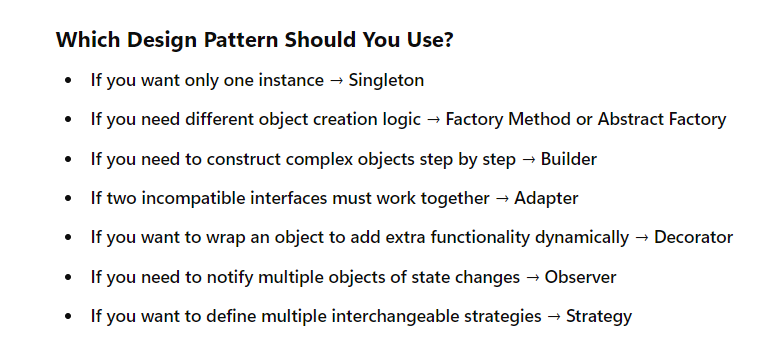 Which Design Pattern Should You Use?
• If you want only one instance → Singleton
• If you need different object creation logic → Factory Method or Abstract Factory
• If you need to construct complex objects step by step → Builder
• If two incompatible interfaces must work together → Adapter
• If you want to wrap an object to add extra functionality dynamically → Decorator
• If you need to notify multiple objects of state changes → Observer
• If you want to define multiple interchangeable strategies → Strategy